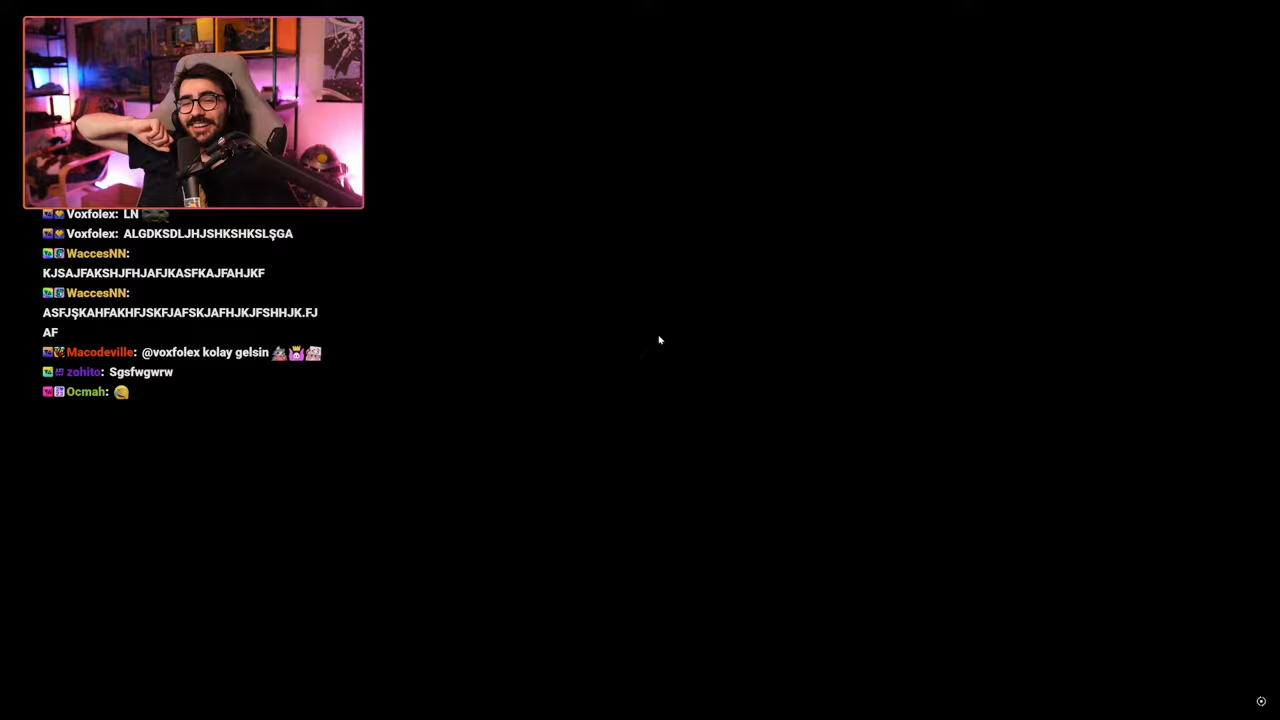 Voxfolex: LN
Voxfolex: ALGDKSDLJHJSHKSHKSLŞGA
WaccesNN:
KJSAJFAKSHJFHJAFJKASFKAJFAHJKF
WaccesNN:
ASFJŞKAHFAKHFJSKFJAFSKJAFHJKJFSHHJK.FJ
AF
Macodeville: @voxfolex kolay gelsin
zohito: Sgsfwgwrw
Ocmah: